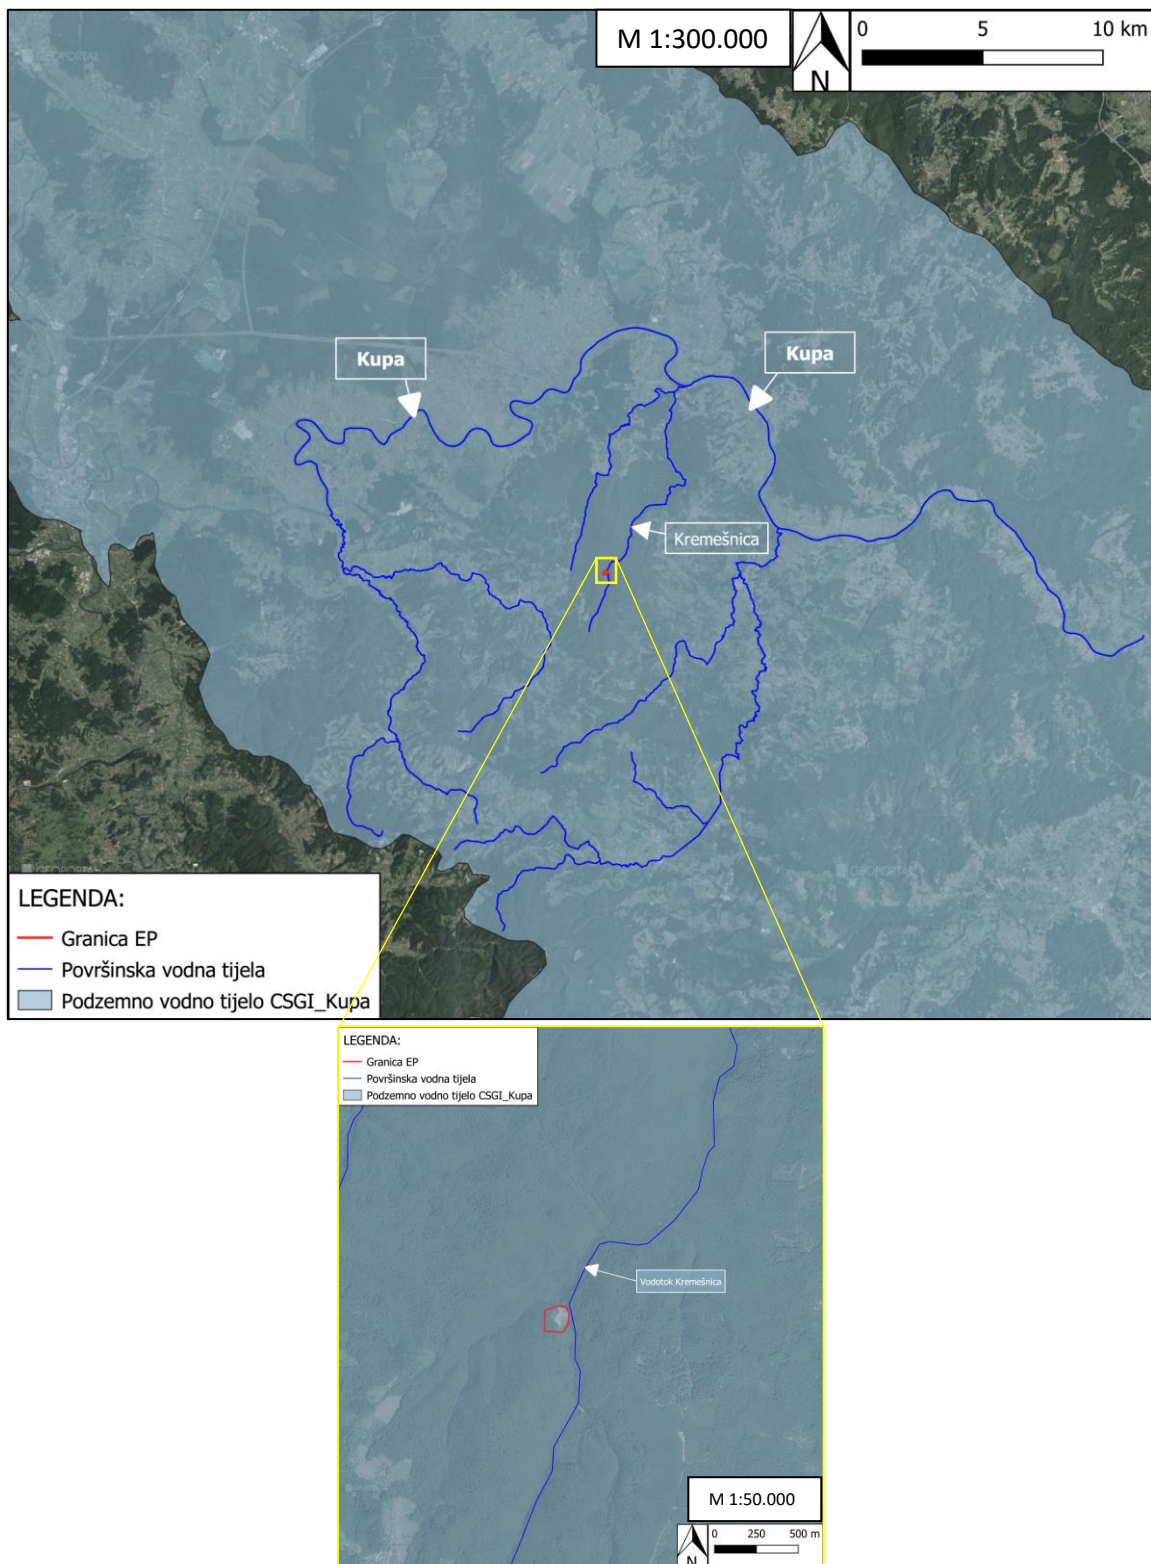 M 1:300.000
N
0 5 10 km
Kupa
Kupa
Kremešnica
LEGENDA:
Granica EP
Površinska vodna tijela
Podzemno vodno tijelo CSGI_Kupa
LEGENDA:
Granica EP
Površinska vodna tijela
Podzemno vodno tijelo CSGI_Kupa
Vodotok Kremešnica
M 1:50.000
N
0 250 500 m